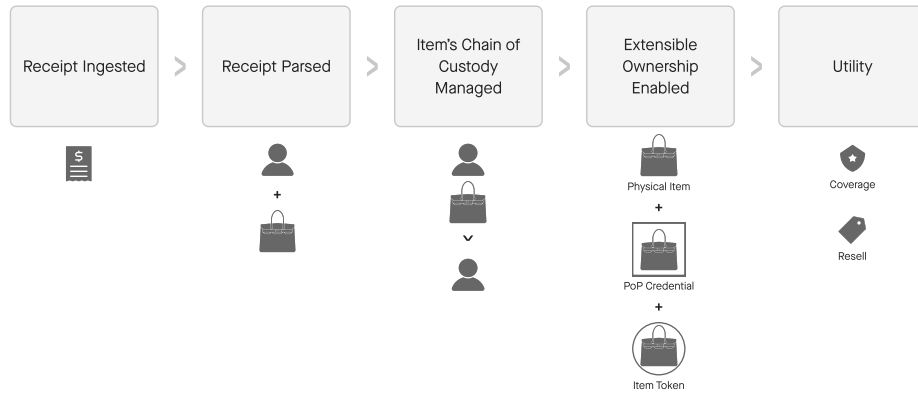 Receipt Ingested
Receipt Parsed
Item's Chain of
Custody
Managed
Extensible
Ownership
Enabled
Utility
$
+
Physical Item
+
PoP Credential
+
Item Token
Coverage
Resell